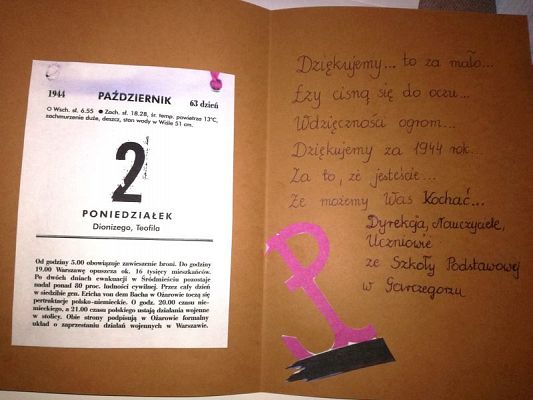 1944 PAŹDZIERNIK 63 dzień
O Wsch. sł. 6.55 ● Zach. sł. 18.28, śr. temp. powietrza 13°C,
zachmurzenie duże, deszcz, stan wody w Wiśle 51 cm.
2
PONIEDZIAŁEK
Dionizego, Teofila
Od godziny 5.00 obowiązuje zawieszenie broni. Do godziny
19.00 Warszawę opuszcza ok. 16 tysięcy mieszkańców.
Po dwóch dniach ewakuacji w Śródmieściu pozostaje
nadal ponad 80 proc. ludności cywilnej. Przez cały dzień
w siedzibie gen. Ericha von dem Bacha w Ożarowie toczą się
pertraktacje polsko-niemieckie. O godz. 20.00 czasu nie-
mieckiego, a 21.00 czasu polskiego ustają działania wojenne
w stolicy. Obie strony podpisują w Ożarowie formalny
układ o zaprzestaniu działań wojennych w Warszawie.
Dziękujemy... to za mało...
Łzy cisną się do oczu...
Wdzięczności ogrom...
Dziękujemy za 1944 rok...
Za to, że jesteście...
Że możemy Was Kochać...
Dyrekcja, Nauczyciele,
Uczniowie
ze Szkoły Podstawowej
w Garczegorzu